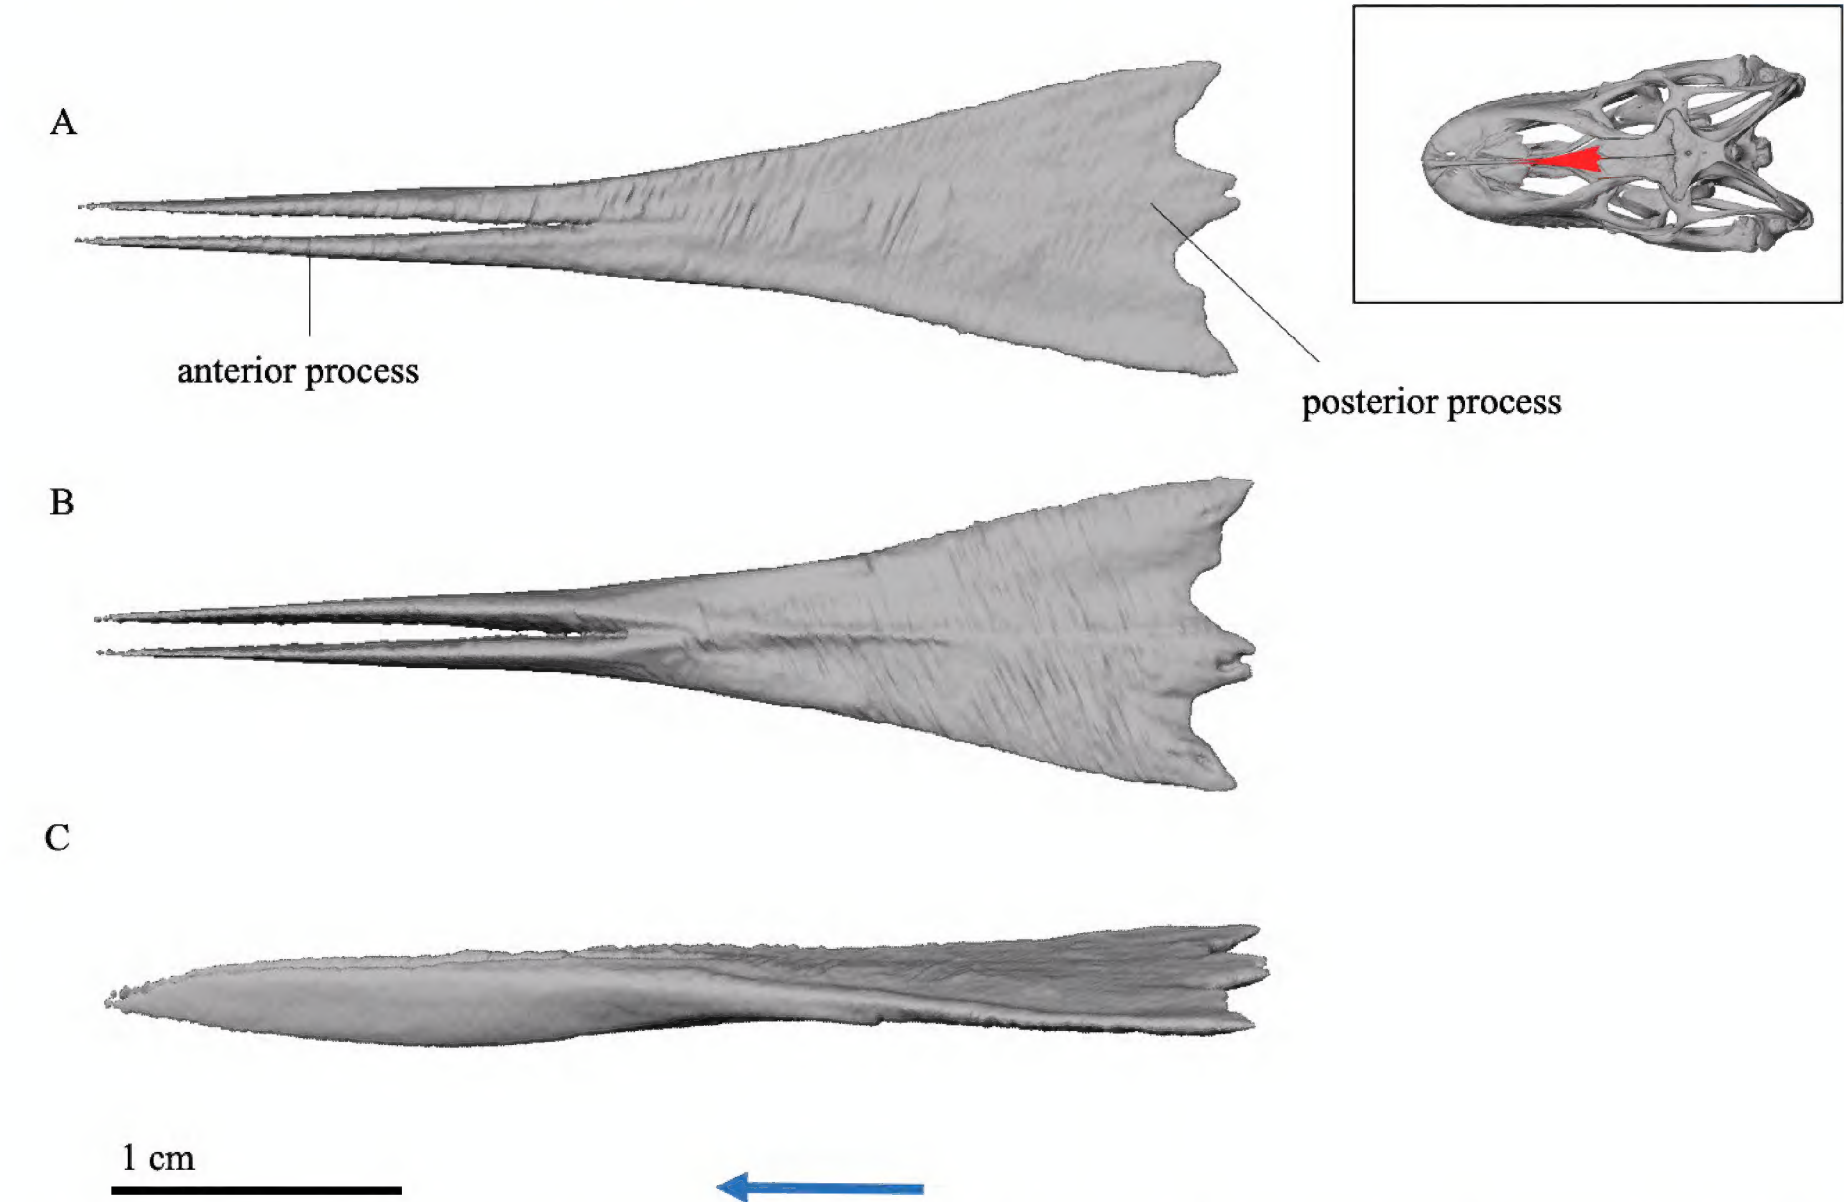 A
anterior process
posterior process
B
C
1 cm